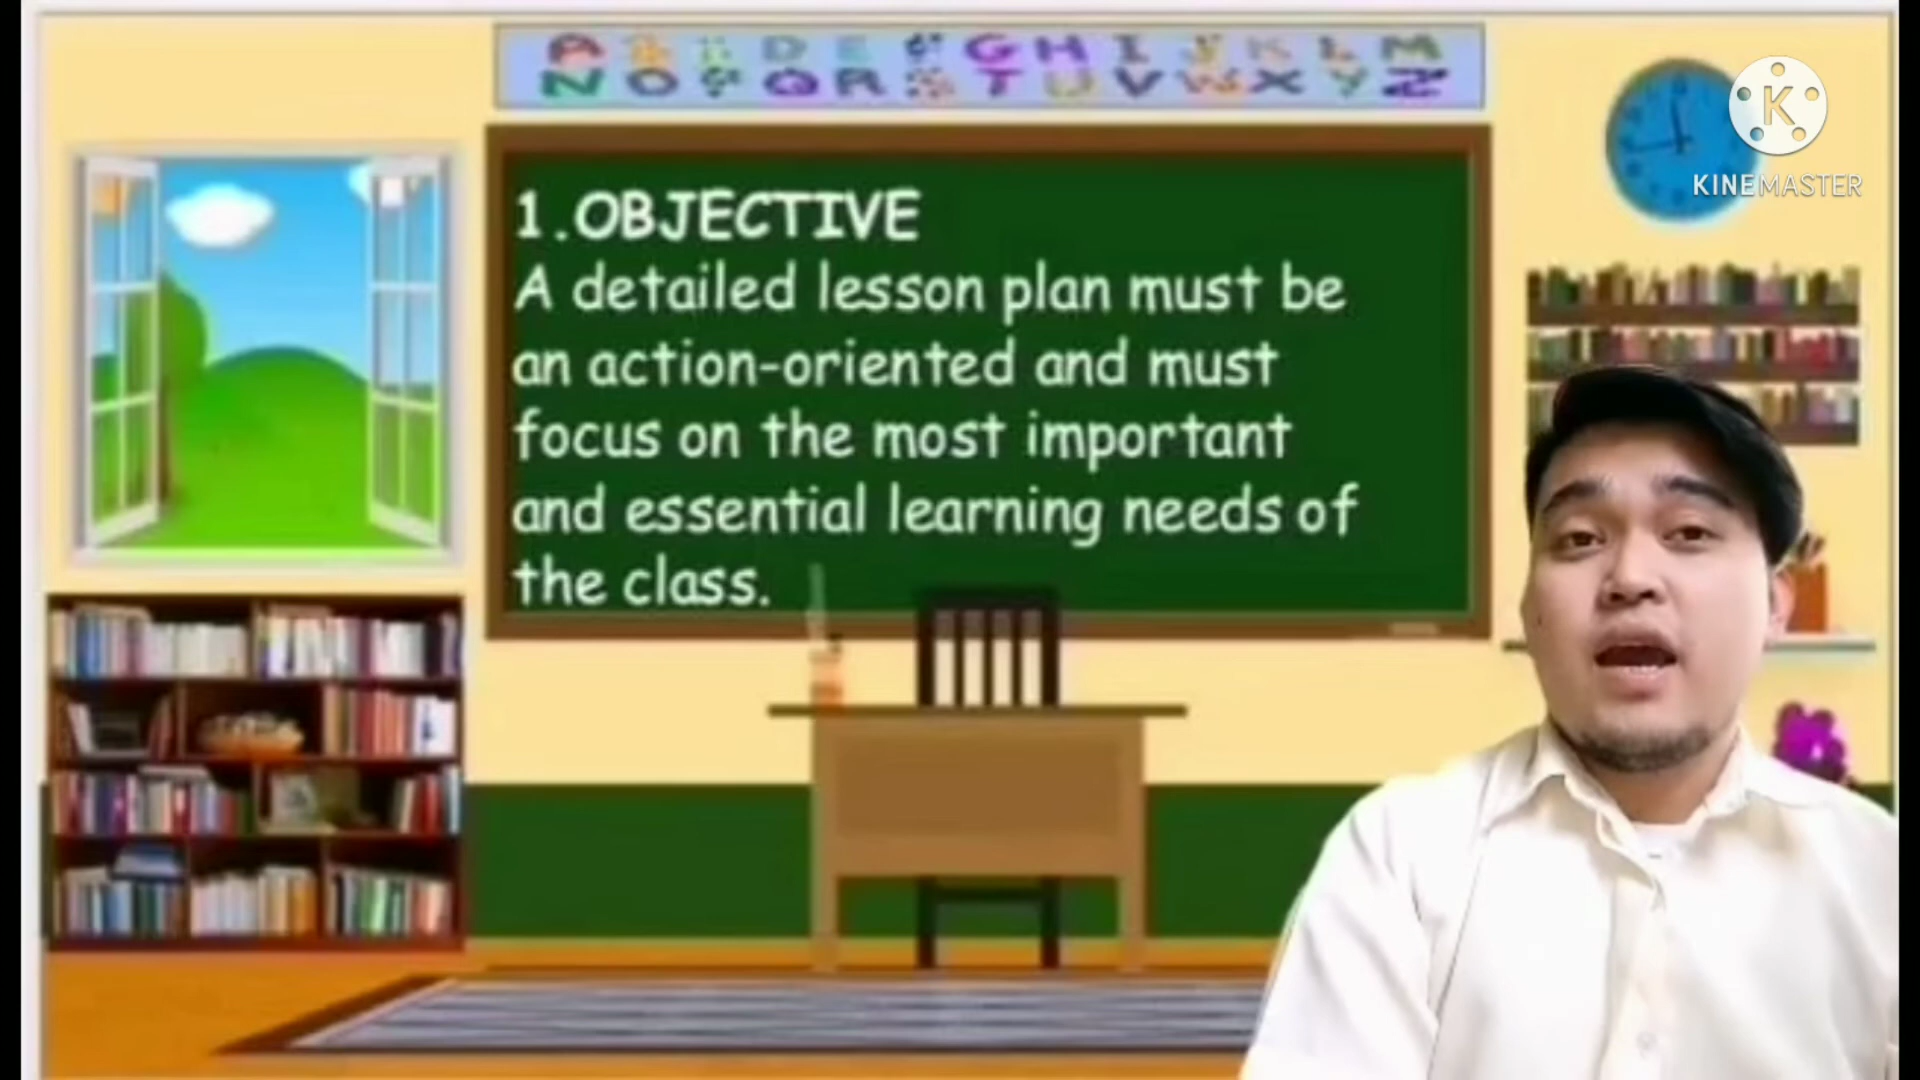 A B C D E F G H I J K L M
N O P Q R S T U V W X Y Z
K
KINEMASTER
1.OBJECTIVE
A detailed lesson plan must be
an action-oriented and must
focus on the most important
and essential learning needs of
the class.